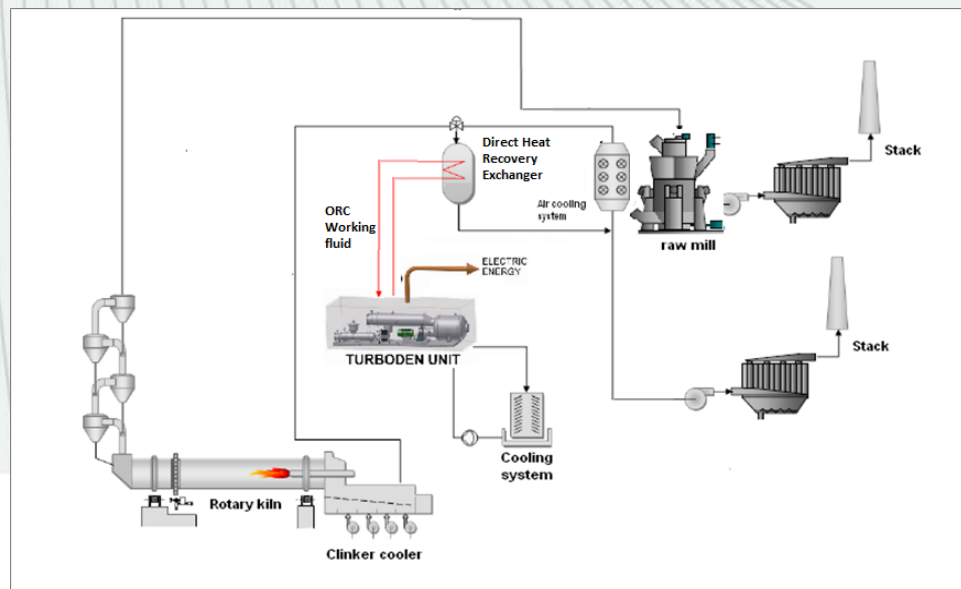 Direct Heat
Recovery
Exchanger
Stack
Air cooling
system
raw mill
ORC
Working
fluid
ELECTRIC
ENERGY
TURBODEN UNIT
Stack
Cooling
system
Rotary kiln
Clinker cooler